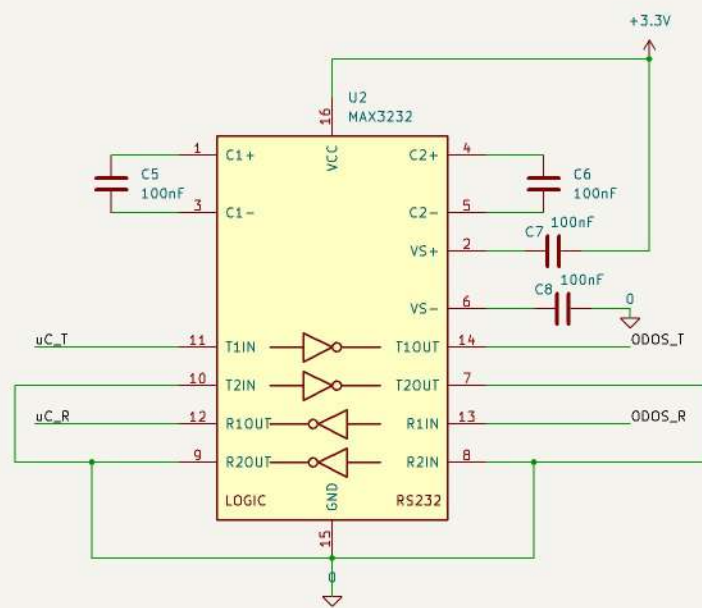 +3.3V
U2
MAX3232
16
VCC
1 C1+ C2+ 4
C5
100nF
C6
100nF
3 C1- C2- 5
C7 100nF
VS+ 2
C8 100nF
VS- 6
0
uC_T 11 T1IN T1OUT 14 ODOS_T
10 T2IN T2OUT 7
uC_R 12 R1OUT R1IN 13 ODOS_R
9 R2OUT R2IN 8
LOGIC GND RS232
15
0